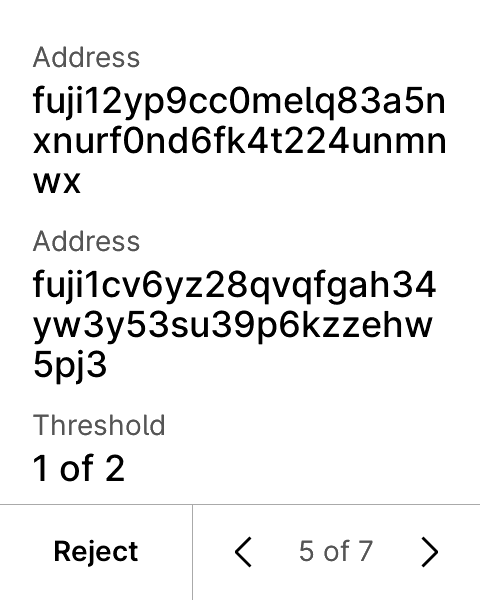 Address
fuji12yp9cc0melq83a5n
xnurf0nd6fk4t224unmn
wx
Address
fuji1cv6yz28qvqfgah34
yw3y53su39p6kzzehw
5pj3
Threshold
1 of 2
Reject
5 of 7